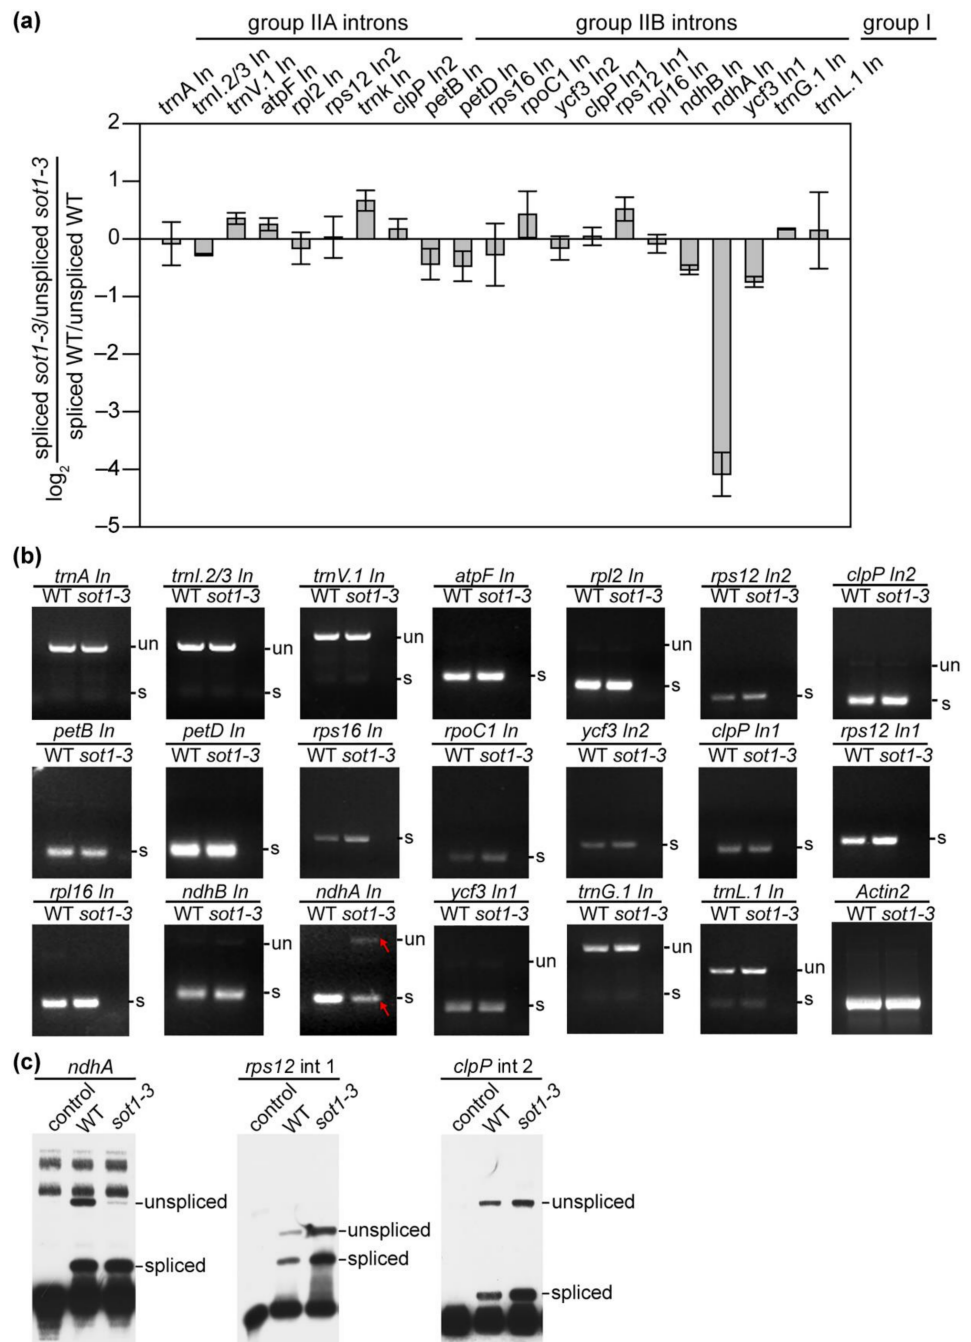 (a)
group IIA introns
group IIB introns
group I
trnA In
trnI.2/3 In
trnV.1 In
atpF In
rpl2 In
rps12 In2
trnk In
clpP In2
petB In
petD In
rps16 In
rpoC1 In
ycf3 In2
clpP In1
rps12 In1
rpl16 In
ndhB In
ndhA In
ycf3 In1
trnG.1 In
trnL.1 In
log2 spliced sot1-3/unspliced sot1-3
spliced WT/unspliced WT
2
1
0
–1
–2
–3
–4
–5
(b)
trnA In
WT sot1-3
un
s
trnI.2/3 In
WT sot1-3
un
s
trnV.1 In
WT sot1-3
un
s
atpF In
WT sot1-3
s
rpl2 In
WT sot1-3
s
rps12 In2
WT sot1-3
s
clpP In2
WT sot1-3
un
s
petB In
WT sot1-3
s
petD In
WT sot1-3
s
rps16 In
WT sot1-3
s
rpoC1 In
WT sot1-3
s
ycf3 In2
WT sot1-3
s
clpP In1
WT sot1-3
s
rps12 In1
WT sot1-3
s
rpl16 In
WT sot1-3
s
ndhB In
WT sot1-3
un
s
ndhA In
WT sot1-3
un
s
ycf3 In1
WT sot1-3
un
s
trnG.1 In
WT sot1-3
un
s
trnL.1 In
WT sot1-3
un
s
Actin2
WT sot1-3
(c)
ndhA
control
WT
sot1-3
unspliced
spliced
rps12 int 1
control
WT
sot1-3
unspliced
spliced
clpP int 2
control
WT
sot1-3
unspliced
spliced